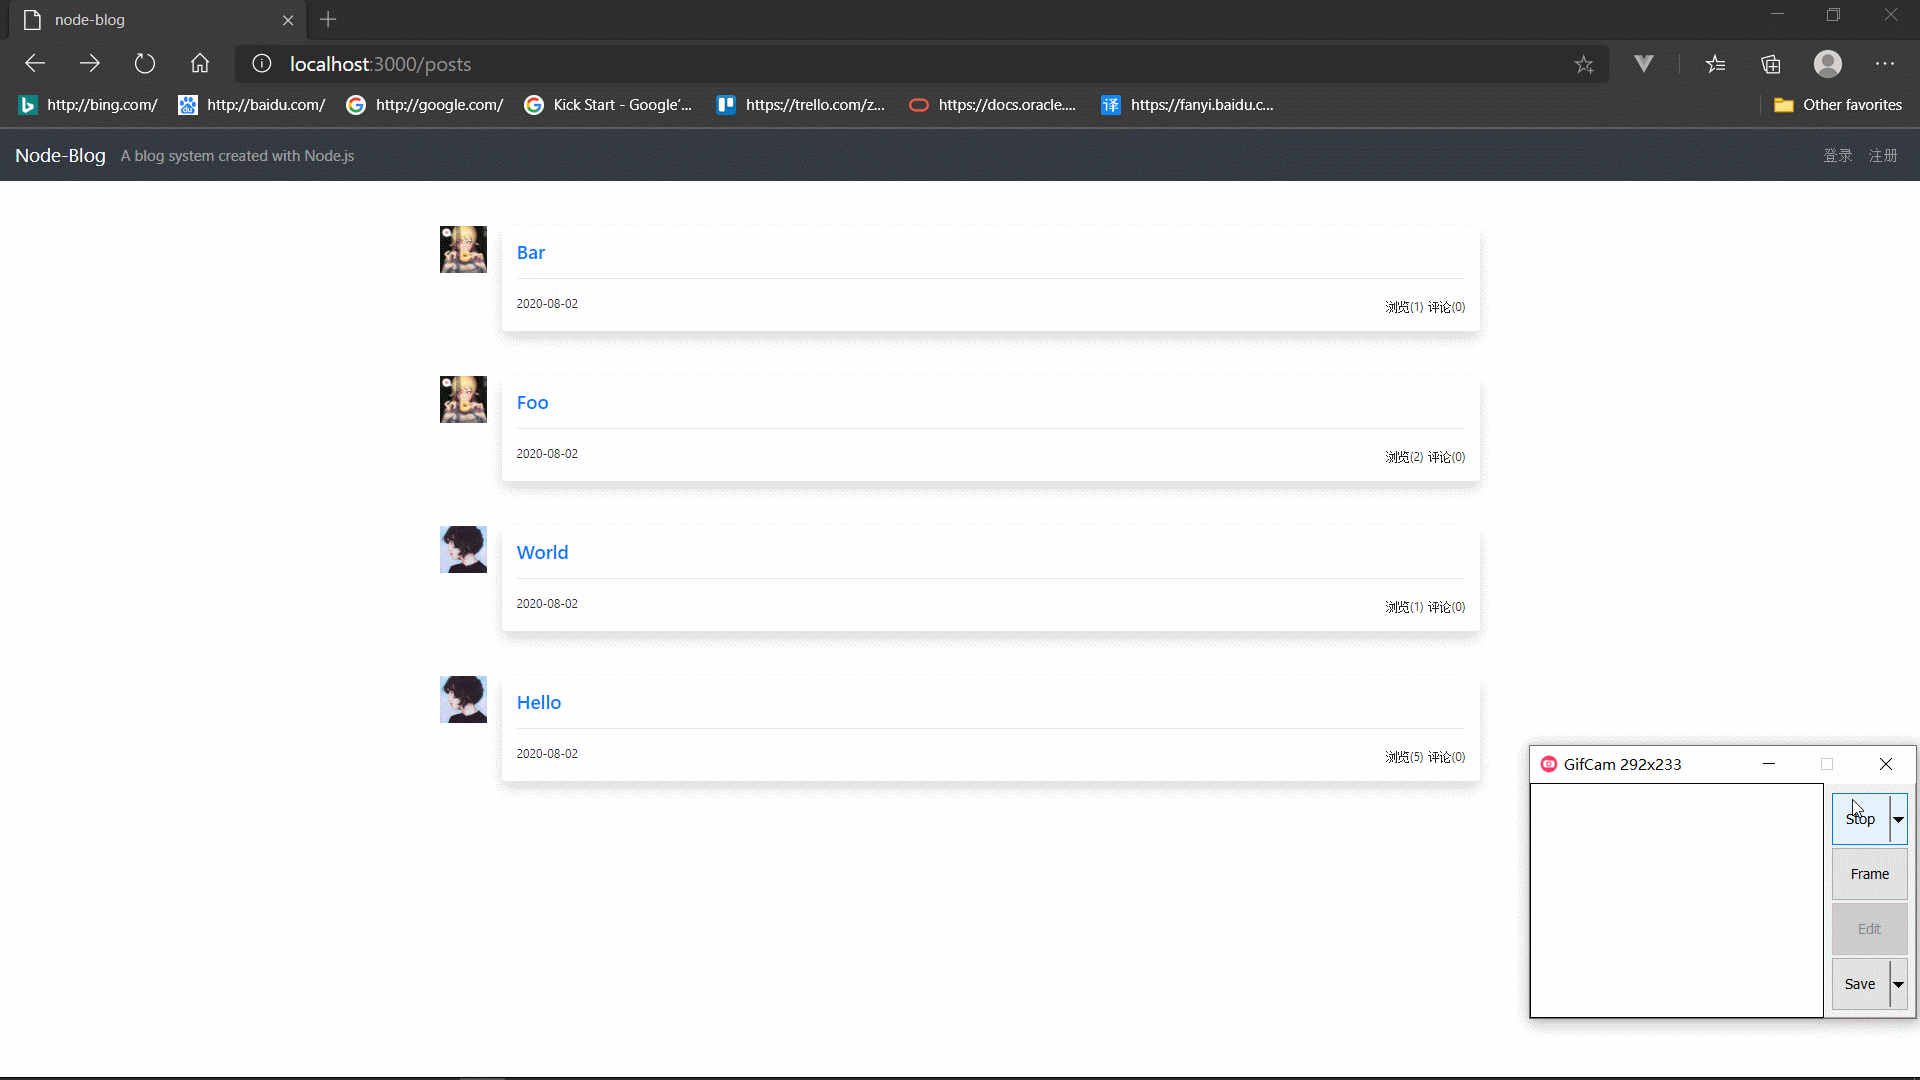 node-blog
localhost:3000/posts
http://bing.com/ http://baidu.com/ http://google.com/ Kick Start - Google'... https://trello.com/z... https://docs.oracle.... 译 https://fanyi.baidu.c... Other favorites
Node-Blog A blog system created with Node.js 登录 注册
Bar
2020-08-02 浏览(1) 评论(0)
Foo
2020-08-02 浏览(2) 评论(0)
World
2020-08-02 浏览(1) 评论(0)
Hello
2020-08-02 浏览(5) 评论(0)
GifCam 292x233
Stop
Frame
Edit
Save